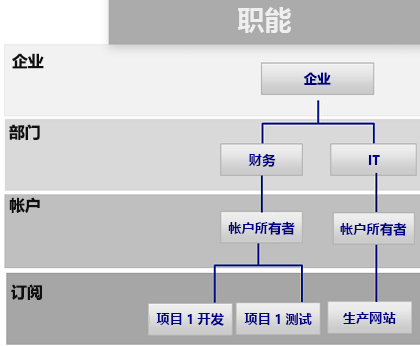 职能
企业
企业
部门
财务
IT
帐户
帐户所有者
帐户所有者
订阅
项目 1 开发
项目 1 测试
生产网站